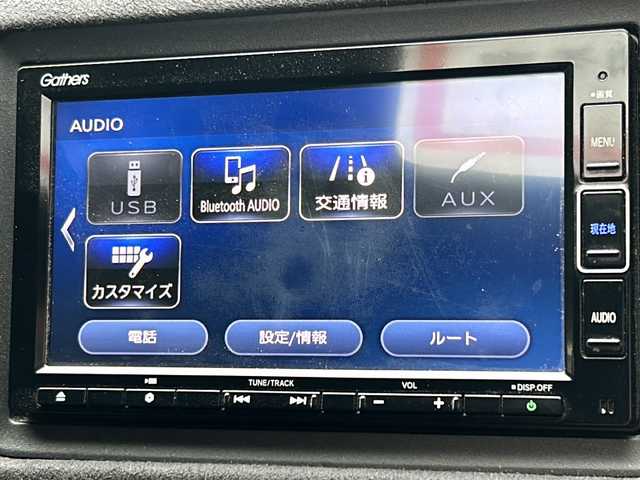 Gathers
AUDIO
USB
Bluetooth AUDIO
交通情報
AUX
カスタマイズ
電話
設定/情報
ルート
画質
MENU
現在地
AUDIO
TUNE/TRACK
VOL
DISP.OFF